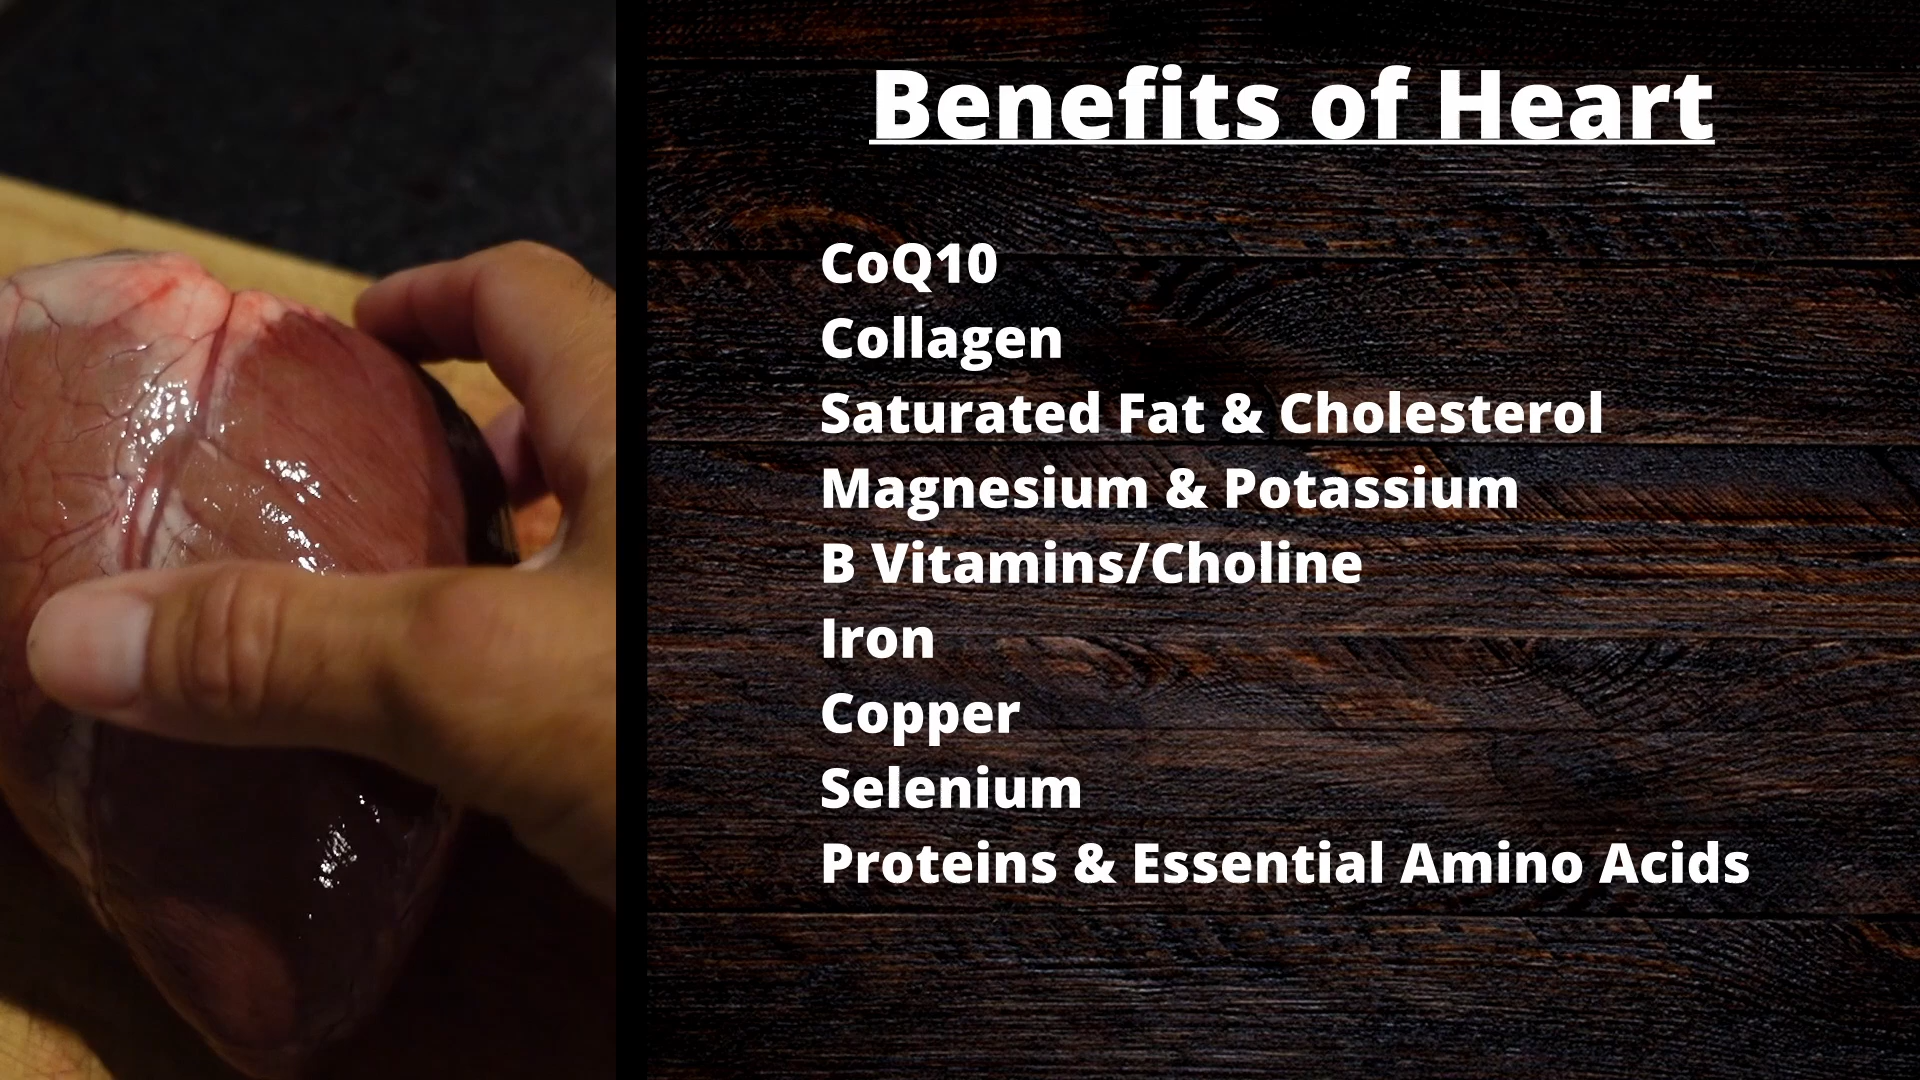 Benefits of Heart
CoQ10
Collagen
Saturated Fat & Cholesterol
Magnesium & Potassium
B Vitamins/Choline
Iron
Copper
Selenium
Proteins & Essential Amino Acids